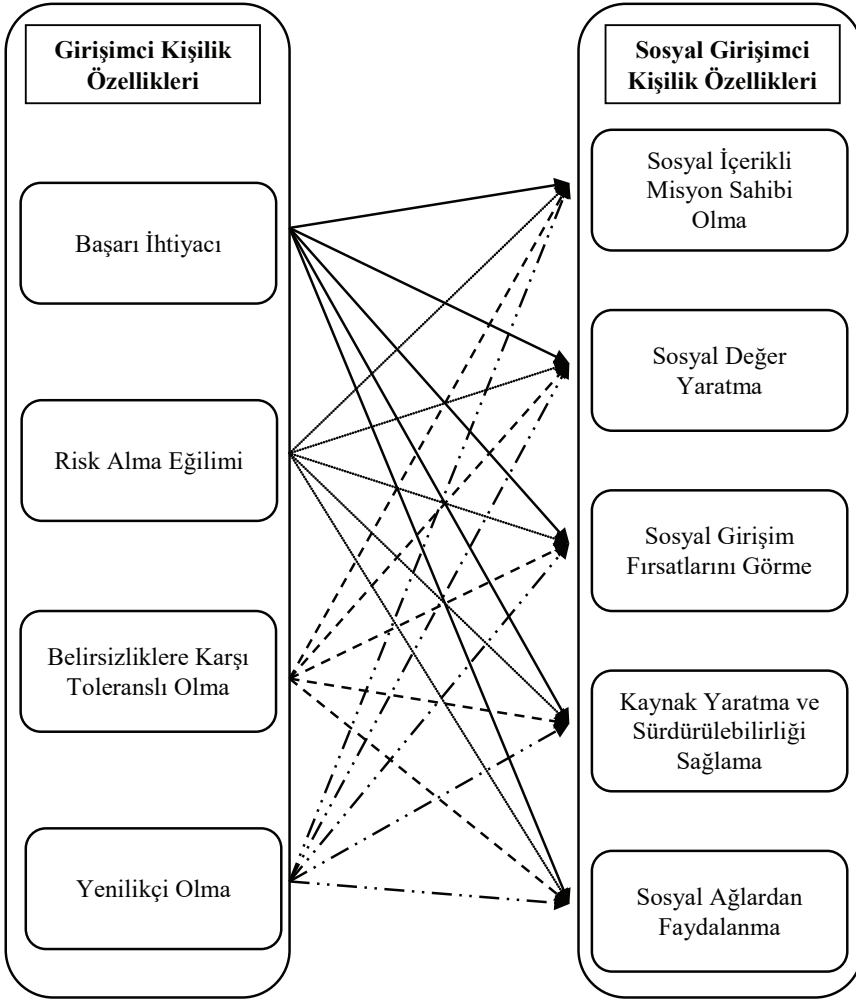 Girişimci Kişilik
Özellikleri
Başarı İhtiyacı
Risk Alma Eğilimi
Belirsizliklere Karşı
Toleranslı Olma
Yenilikçi Olma
Sosyal Girişimci
Kişilik Özellikleri
Sosyal İçerikli
Misyon Sahibi
Olma
Sosyal Değer
Yaratma
Sosyal Girişim
Fırsatlarını Görme
Kaynak Yaratma ve
Sürdürülebilirliği
Sağlama
Sosyal Ağlardan
Faydalanma